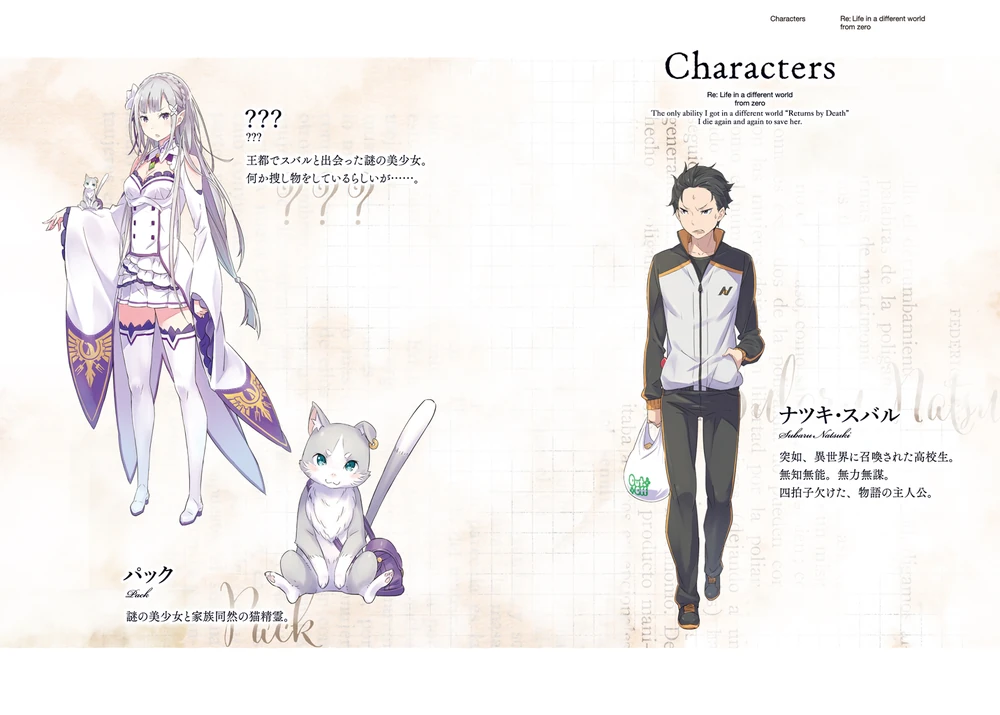 Characters
Re: Life in a different world
from zero
Characters
Re: Life in a different world
from zero
The only ability I got in a different world “Returns by Death”
I die again and again to save her.
???
???
王都でスバルと出会った謎の美少女。
何か捜し物をしているらしいが……。
???
ナツキ・スバル
Subaru Natsuki
突如、異世界に召喚された高校生。
無知無能。無力無謀。
四拍子欠けた、物語の主人公。
パック
Puck
謎の美少女と家族同然の猫精霊。
Puck